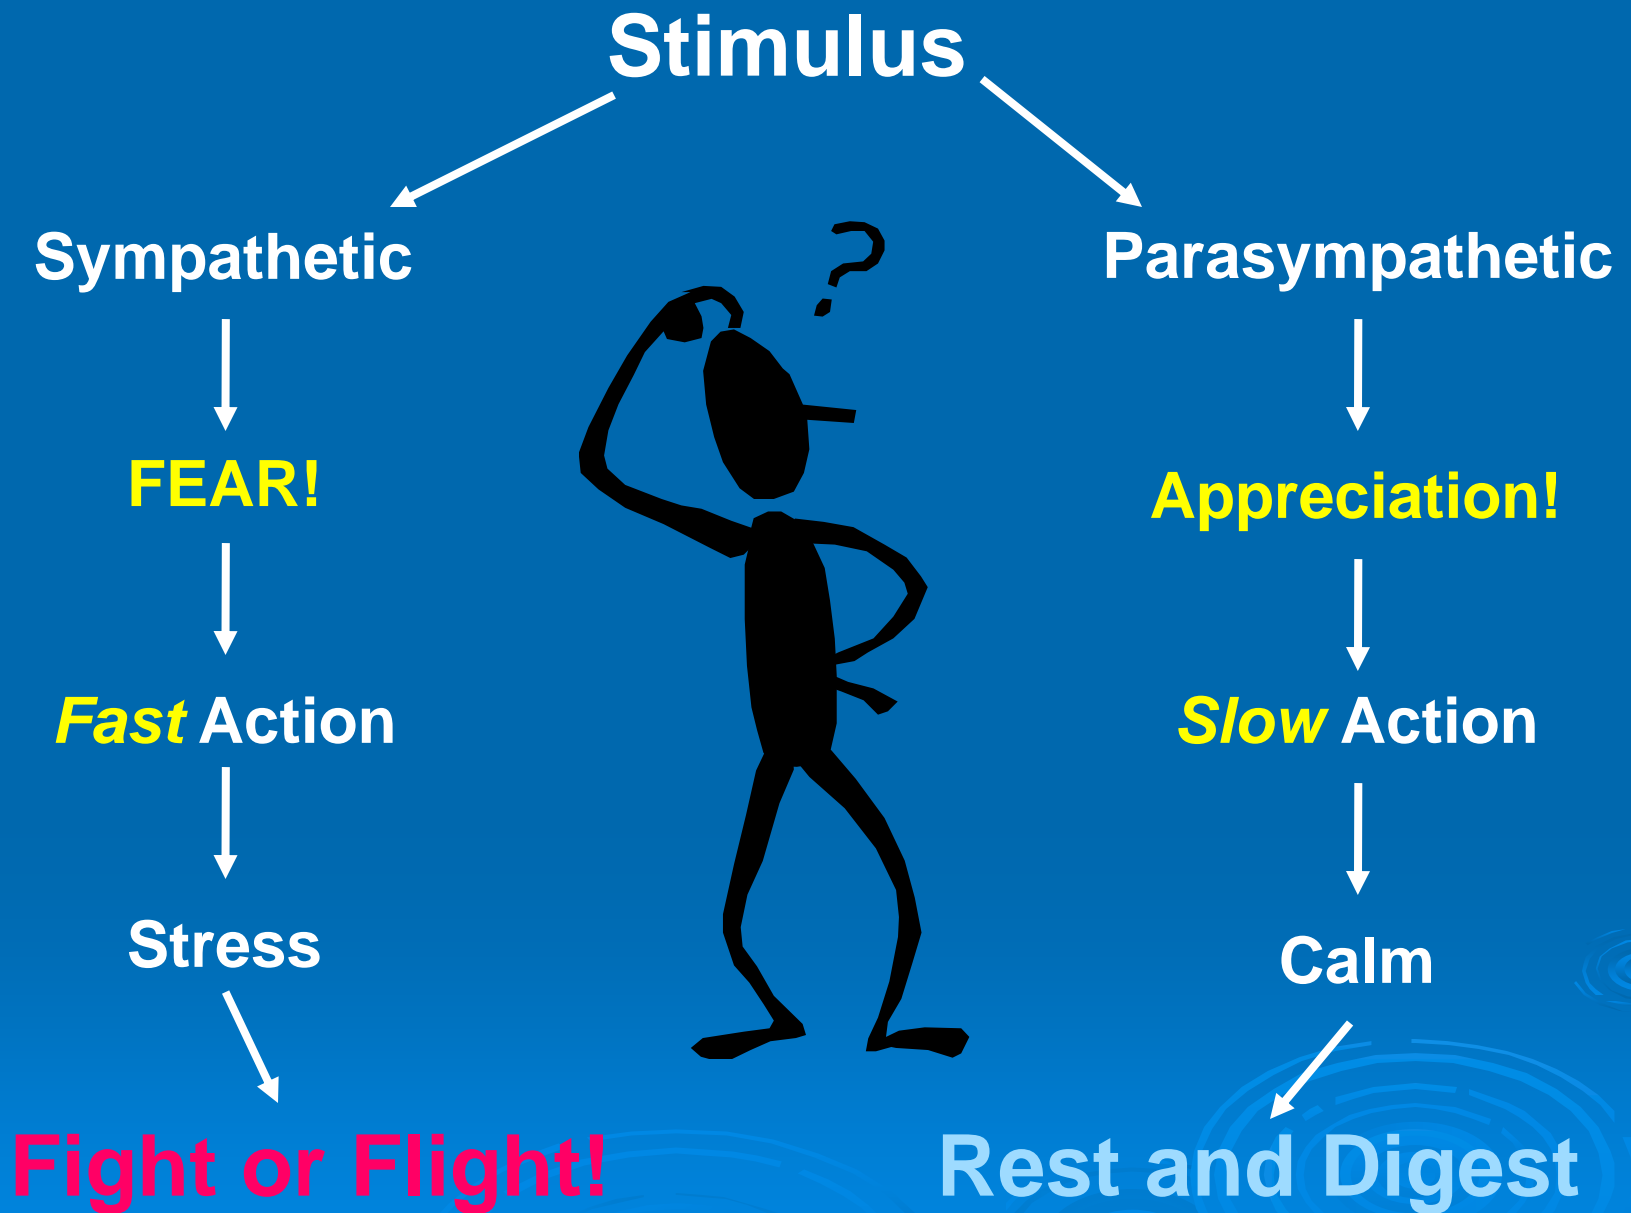 Stimulus
Sympathetic
Parasympathetic
?
FEAR!
Appreciation!
Fast Action
Slow Action
Stress
Calm
Fight or Flight!
Rest and Digest